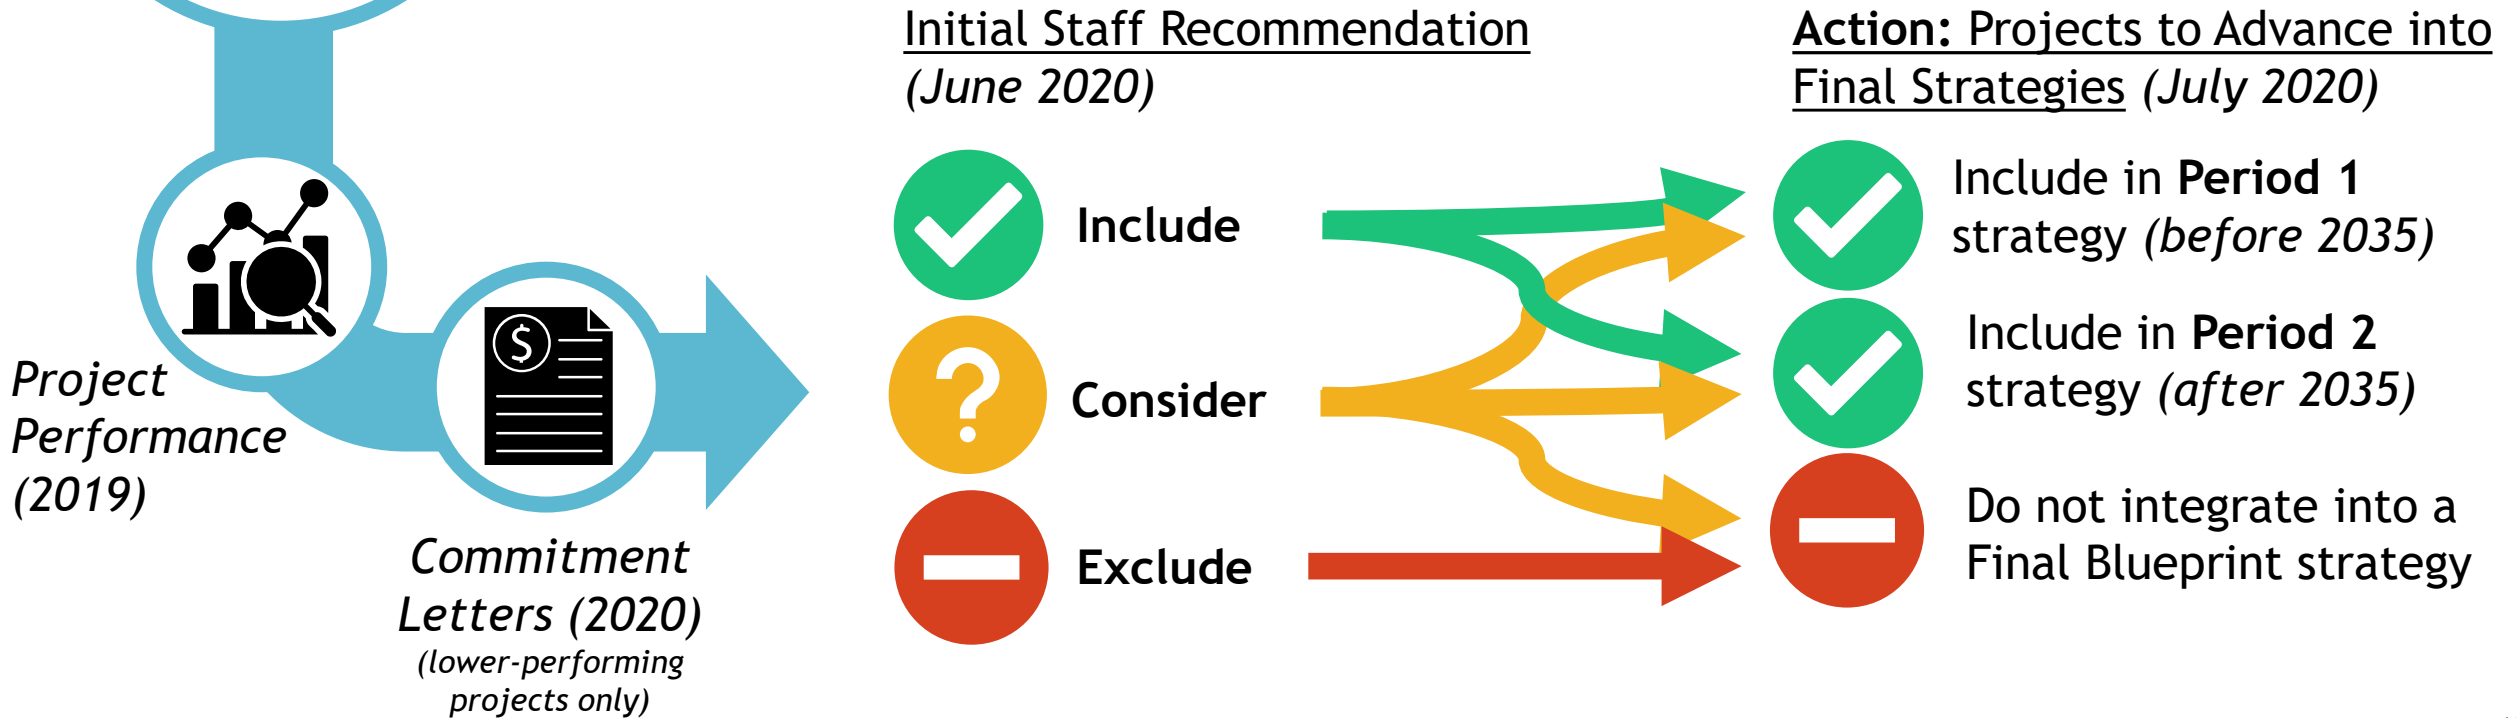 Project
Performance
(2019)
$
Commitment
Letters (2020)
(lower-performing
projects only)
Initial Staff Recommendation
(June 2020)
Include
?
Consider
Exclude
Action: Projects to Advance into
Final Strategies (July 2020)
Include in Period 1
strategy (before 2035)
Include in Period 2
strategy (after 2035)
Do not integrate into a
Final Blueprint strategy